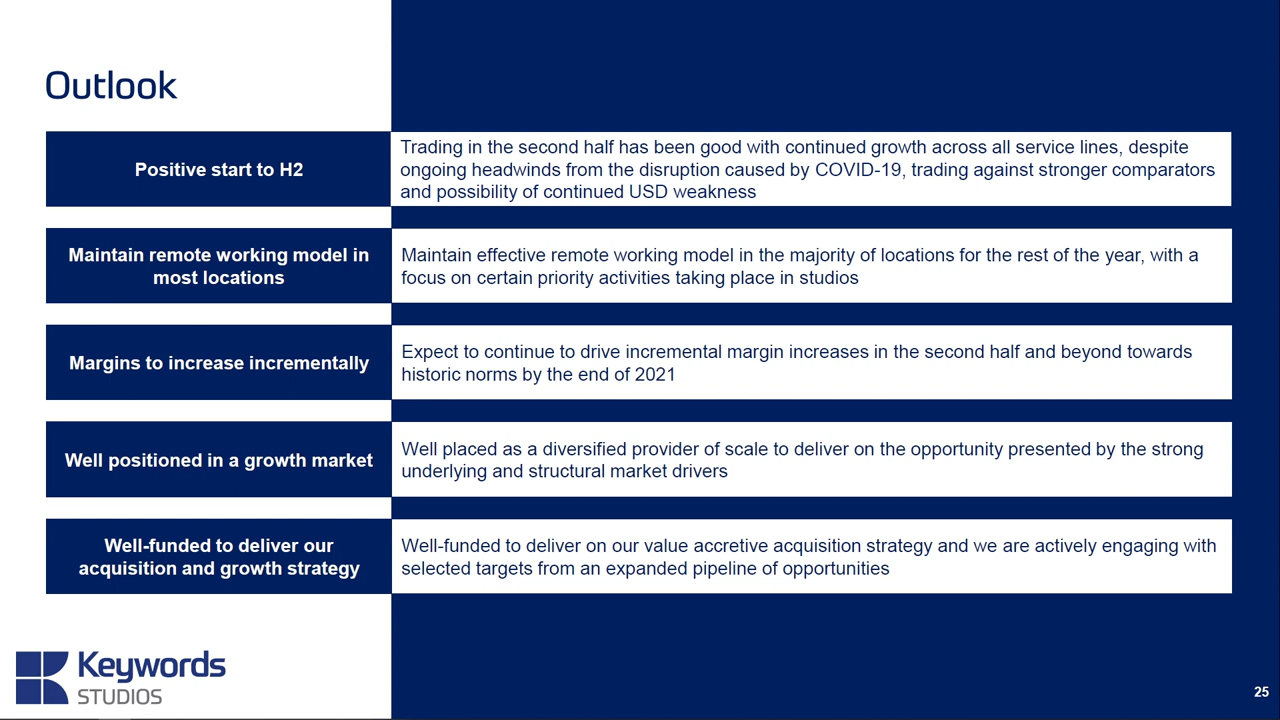 Outlook
Positive start to H2
Trading in the second half has been good with continued growth across all service lines, despite
ongoing headwinds from the disruption caused by COVID-19, trading against stronger comparators
and possibility of continued USD weakness
Maintain remote working model in
most locations
Maintain effective remote working model in the majority of locations for the rest of the year, with a
focus on certain priority activities taking place in studios
Margins to increase incrementally
Expect to continue to drive incremental margin increases in the second half and beyond towards
historic norms by the end of 2021
Well positioned in a growth market
Well placed as a diversified provider of scale to deliver on the opportunity presented by the strong
underlying and structural market drivers
Well-funded to deliver our
acquisition and growth strategy
Well-funded to deliver on our value accretive acquisition strategy and we are actively engaging with
selected targets from an expanded pipeline of opportunities
Keywords
STUDIOS
25